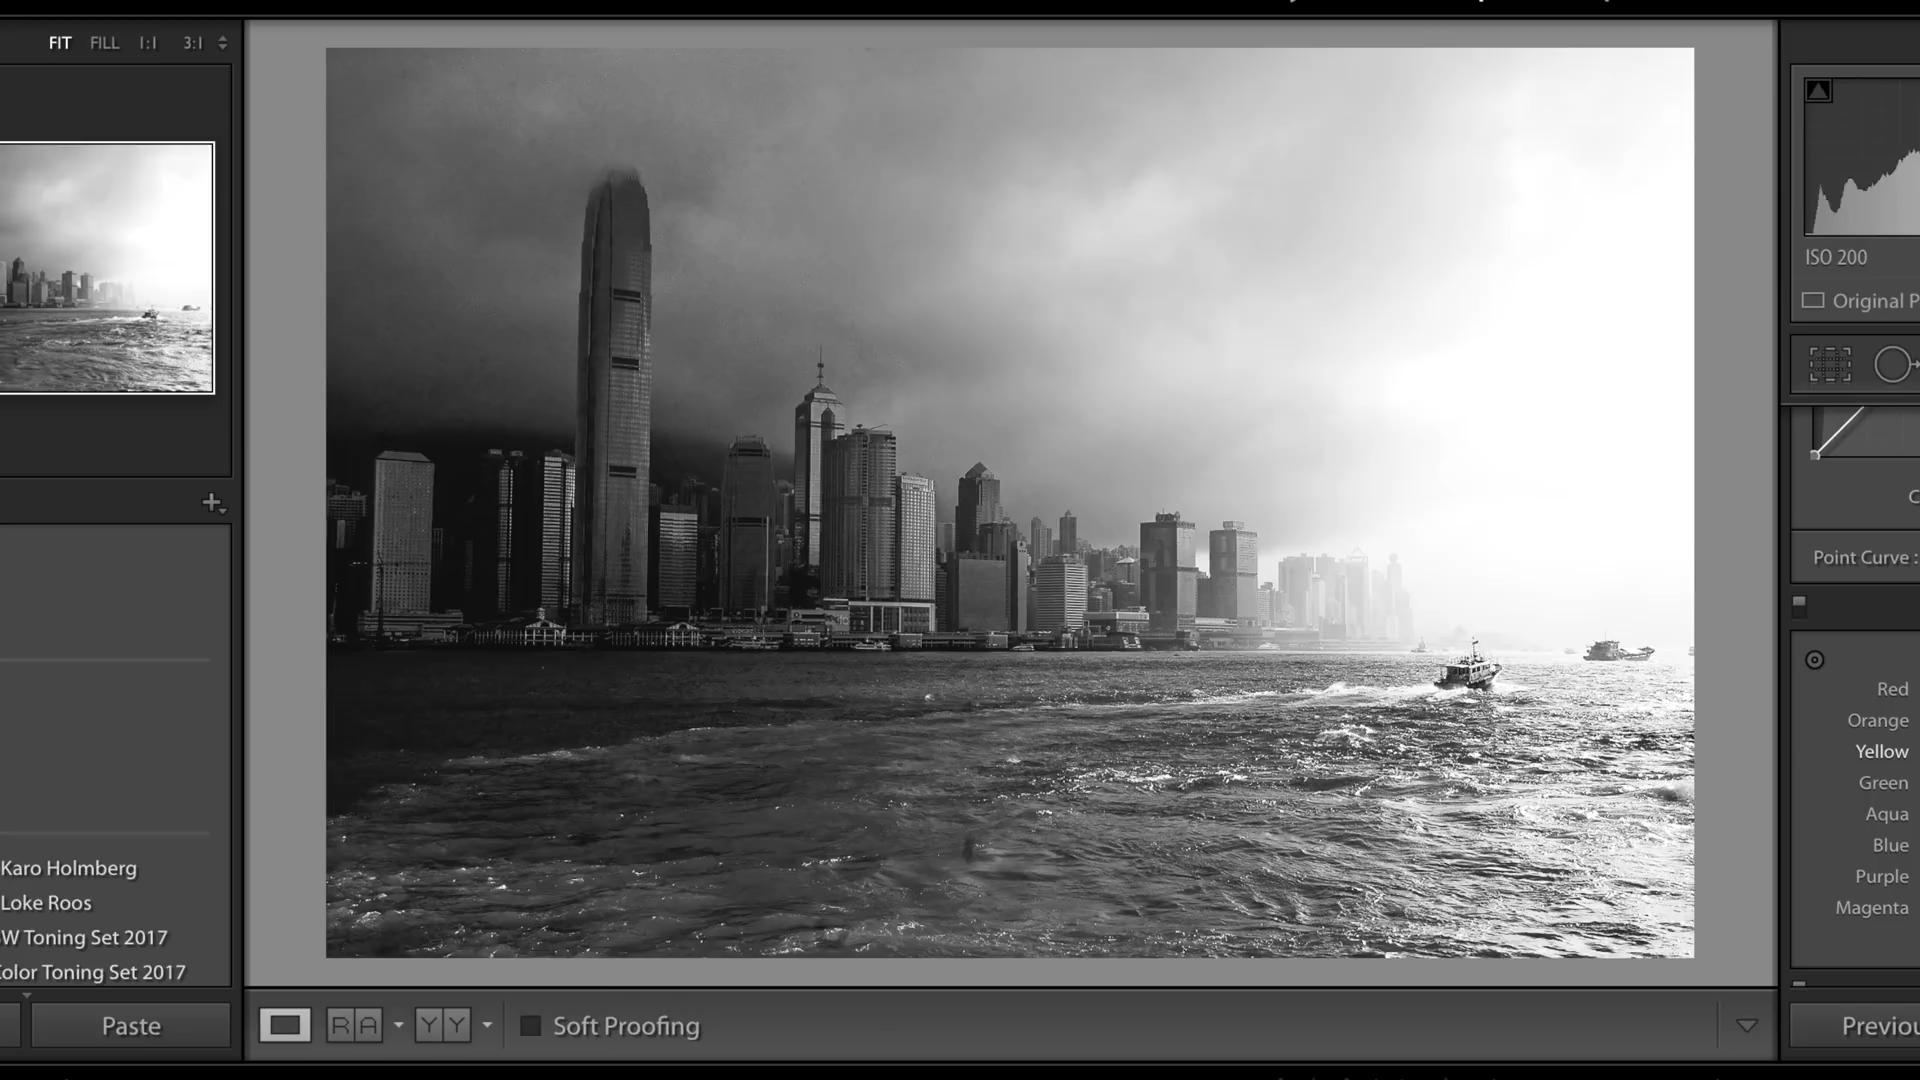 FIT FILL 1:1 3:1
ISO 200
Original P
Point Curve :
Red
Orange
Yellow
Green
Aqua
Blue
Purple
Magenta
Karo Holmberg
Loke Roos
W Toning Set 2017
Color Toning Set 2017
Paste
R A
Y Y
Soft Proofing
Previou